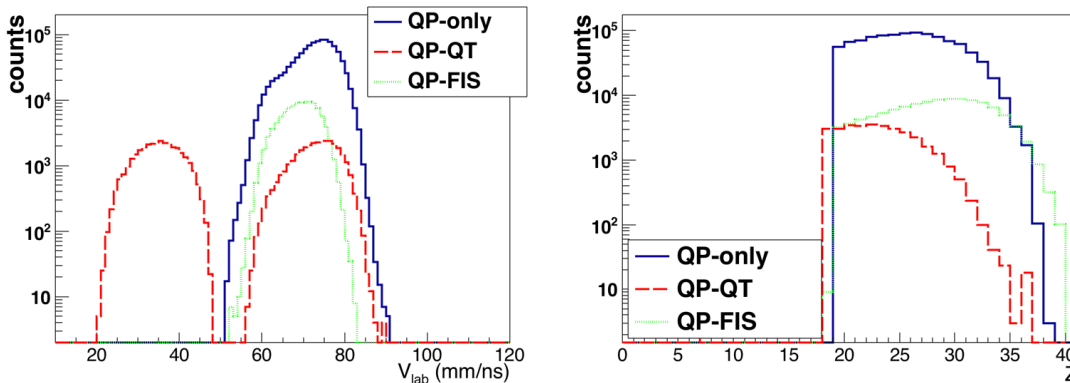 counts
10⁵
10⁴
10³
10²
10
20 40 60 80 100 120
V_lab (mm/ns)
QP-only
QP-QT
QP-FIS
counts
10⁵
10⁴
10³
10²
10
0 5 10 15 20 25 30 35 40
Z
QP-only
QP-QT
QP-FIS